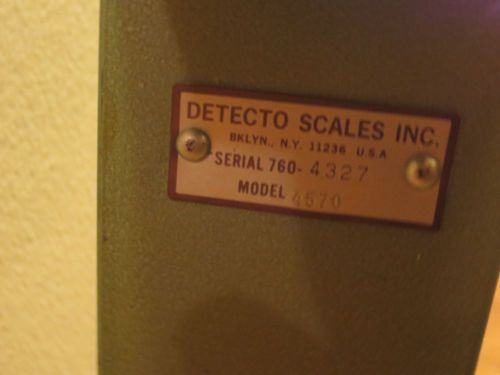 DETECTO SCALES INC.
BKLYN., N.Y. 11236 U.S.A
SERIAL 760-4327
MODEL 4570